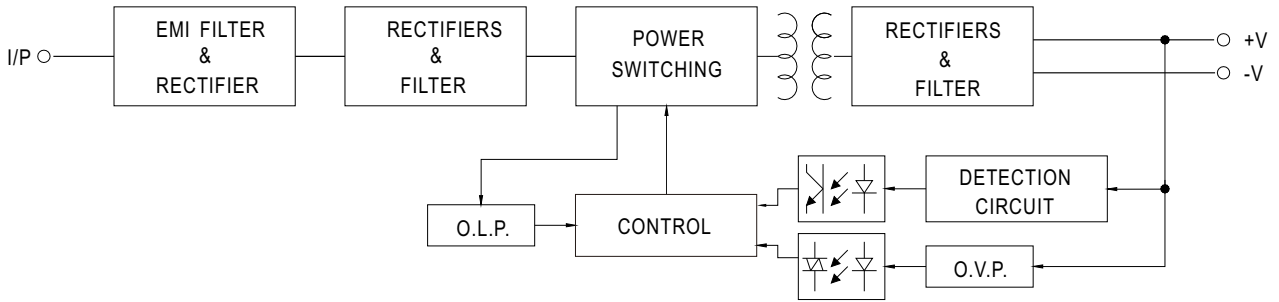 I/P
EMI FILTER
&
RECTIFIER
RECTIFIERS
&
FILTER
POWER
SWITCHING
RECTIFIERS
&
FILTER
+V
-V
O.L.P.
CONTROL
DETECTION
CIRCUIT
O.V.P.